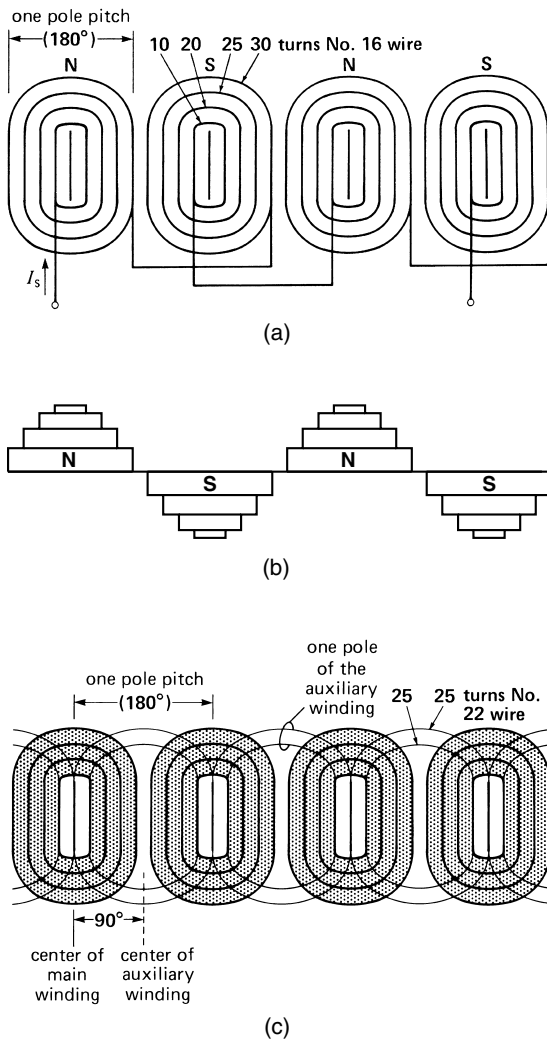 one pole pitch
(180°)
10 20 25 30 turns No. 16 wire
N S N S
I_s
(a)
N N
S S
(b)
one pole pitch
(180°)
one pole
of the
auxiliary
winding
25 25 turns No.
22 wire
90°
center of
main
winding
center of
auxiliary
winding
(c)